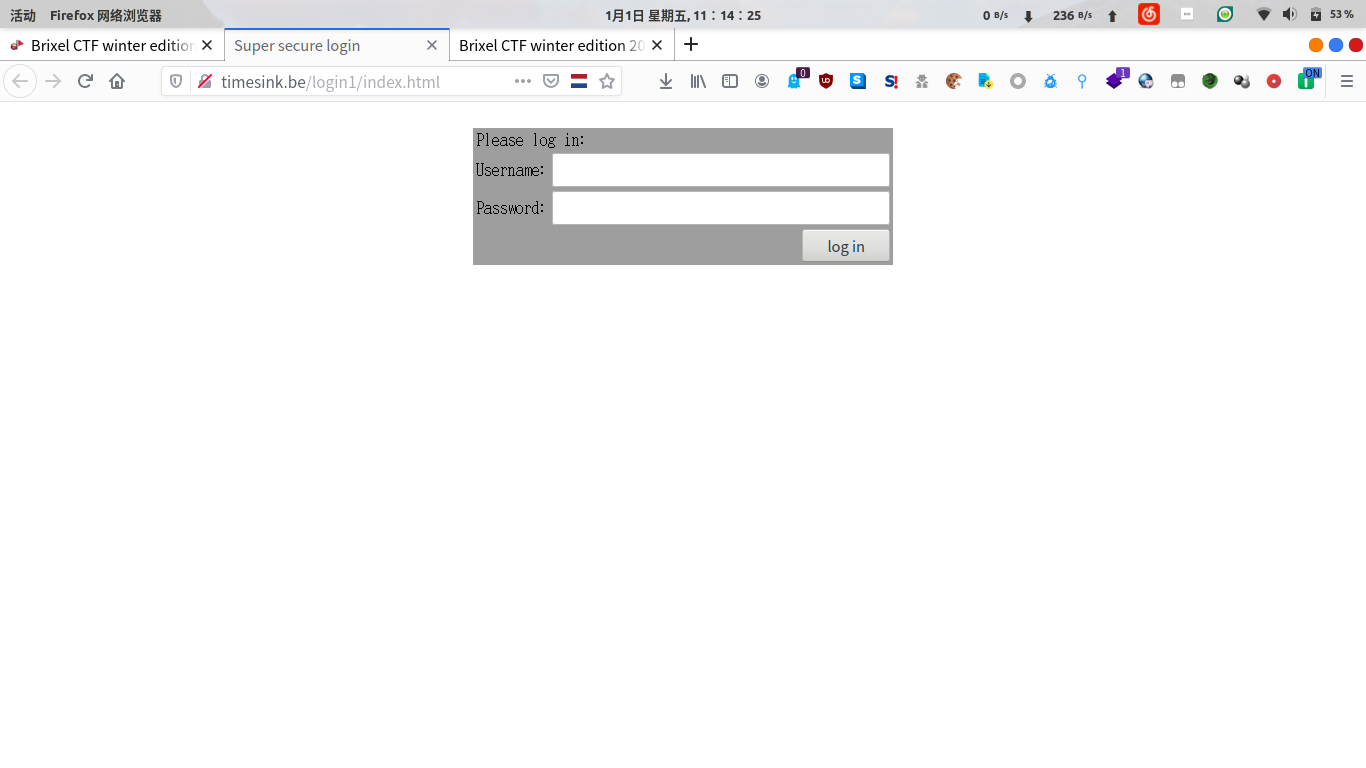 活动 Firefox 网络浏览器 1月1日 星期五, 11：14：25 0 B/s 236 B/s 53 %
Brixel CTF winter edition Super secure login Brixel CTF winter edition 20
timesink.be/login1/index.html 0 S S! 1 ON
Please log in:
Username:
Password:
log in